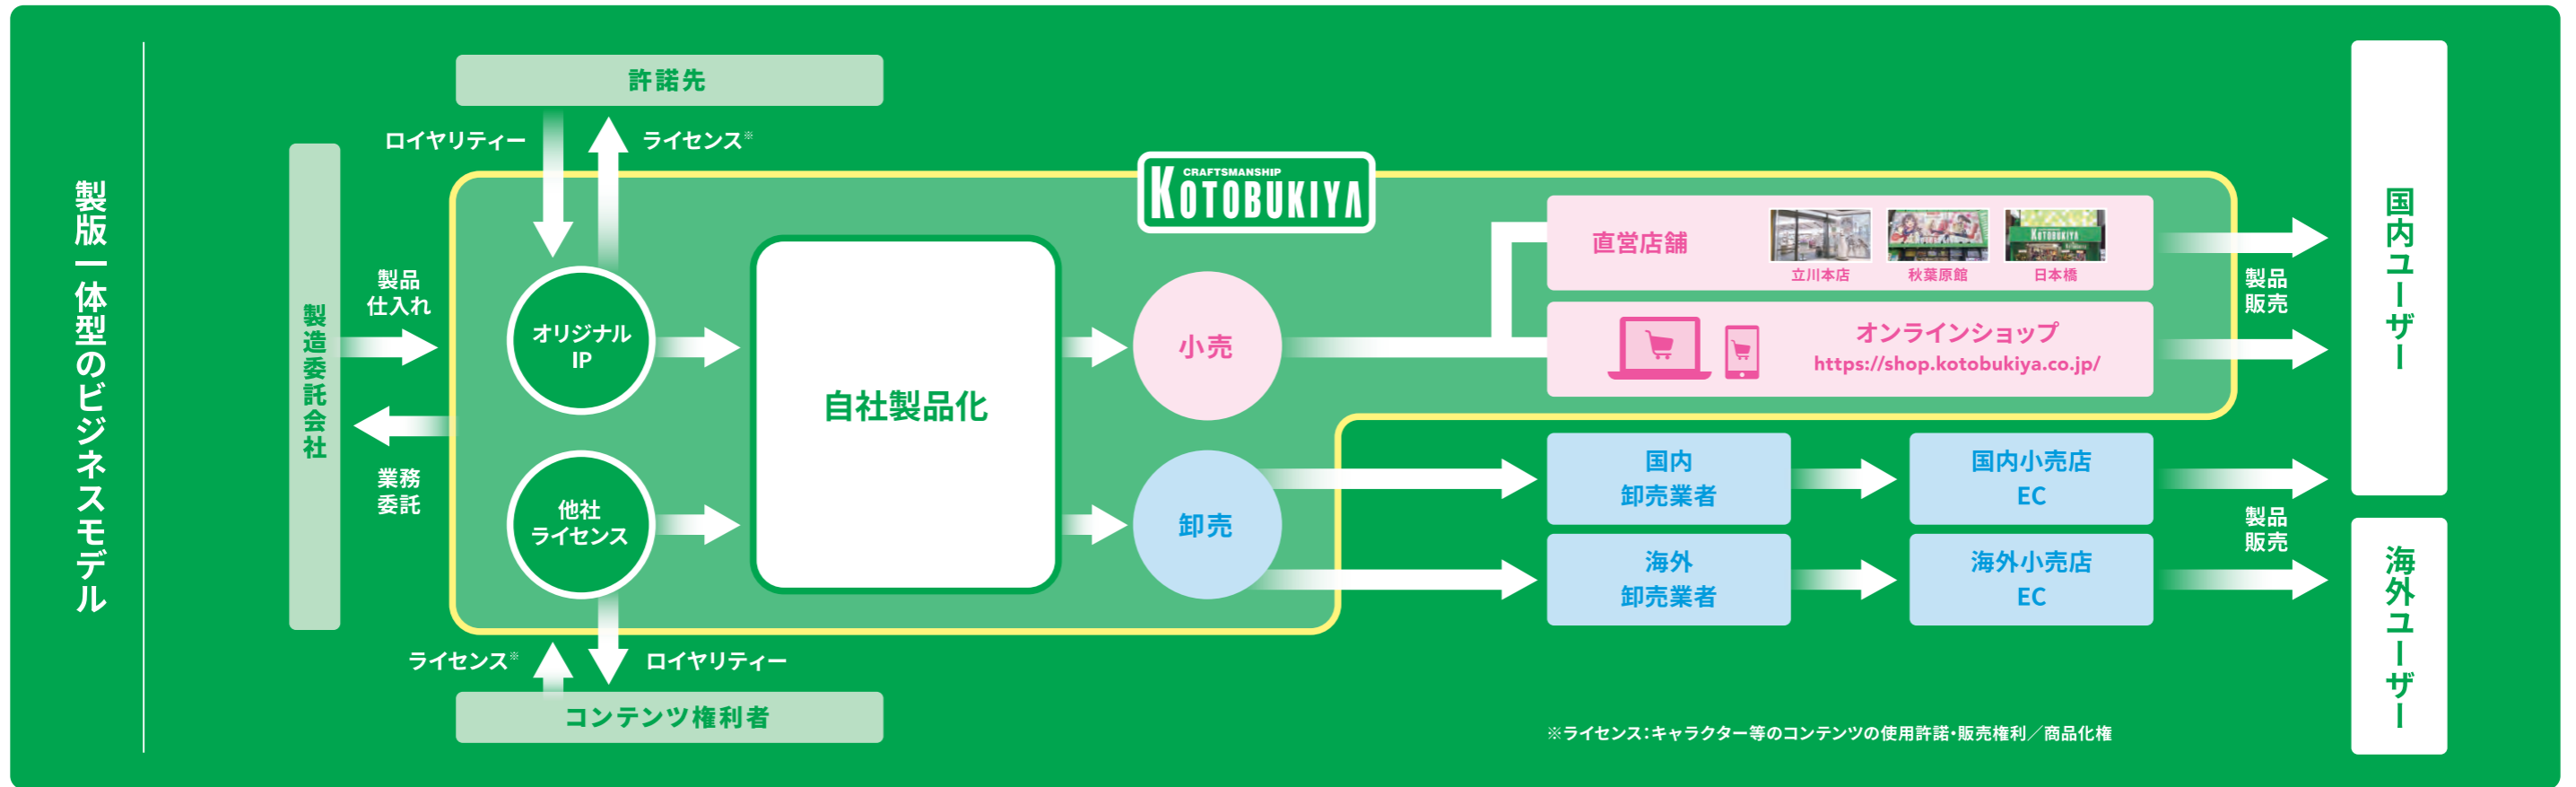 製版一体型のビジネスモデル
許諾先
ロイヤリティー
ライセンス※
製造委託会社
製品
仕入れ
業務
委託
オリジナル
IP
他社
ライセンス
自社製品化
CRAFTSMANSHIP
KOTOBUKIYA
小売
卸売
直営店舗
KOTOBUKIYA
立川本店
秋葉原館
日本橋
オンラインショップ
https://shop.kotobukiya.co.jp/
製品
販売
国内
卸売業者
国内小売店
EC
海外
卸売業者
海外小売店
EC
製品
販売
国内ユーザー
海外ユーザー
ライセンス※
ロイヤリティー
コンテンツ権利者
※ライセンス：キャラクター等のコンテンツの使用許諾・販売権利／商品化権